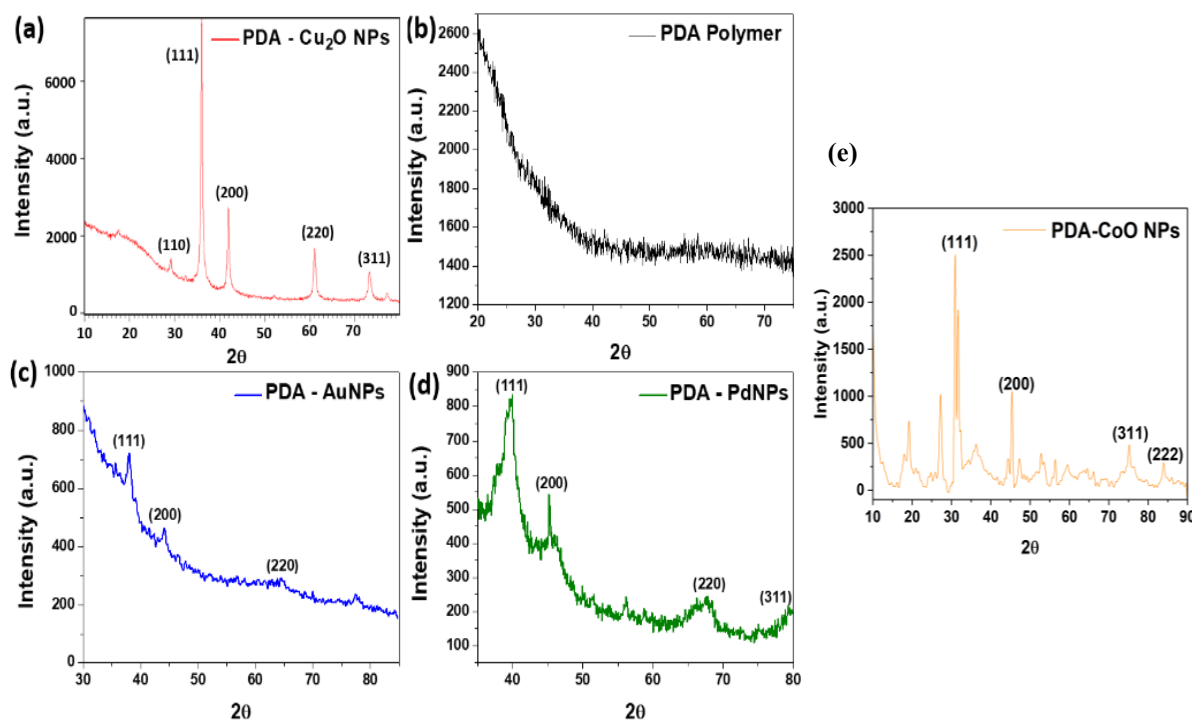 (a)
PDA - Cu₂O NPs
(111)
(200)
(110)
(220)
(311)
6000
4000
2000
0
10 20 30 40 50 60 70
Intensity (a.u.)
2θ
(b)
PDA Polymer
2600
2400
2200
2000
1800
1600
1400
1200
20 30 40 50 60 70
Intensity (a.u.)
2θ
(c)
PDA - AuNPs
(111)
(200)
(220)
1000
800
600
400
200
0
30 40 50 60 70 80
Intensity (a.u.)
2θ
(d)
PDA - PdNPs
(111)
(200)
(220)
(311)
900
800
700
600
500
400
300
200
100
40 50 60 70 80
Intensity (a.u.)
2θ
(e)
PDA-CoO NPs
(111)
(200)
(311)
(222)
3000
2500
2000
1500
1000
500
0
10 20 30 40 50 60 70 80 90
Intensity (a.u.)
2θ